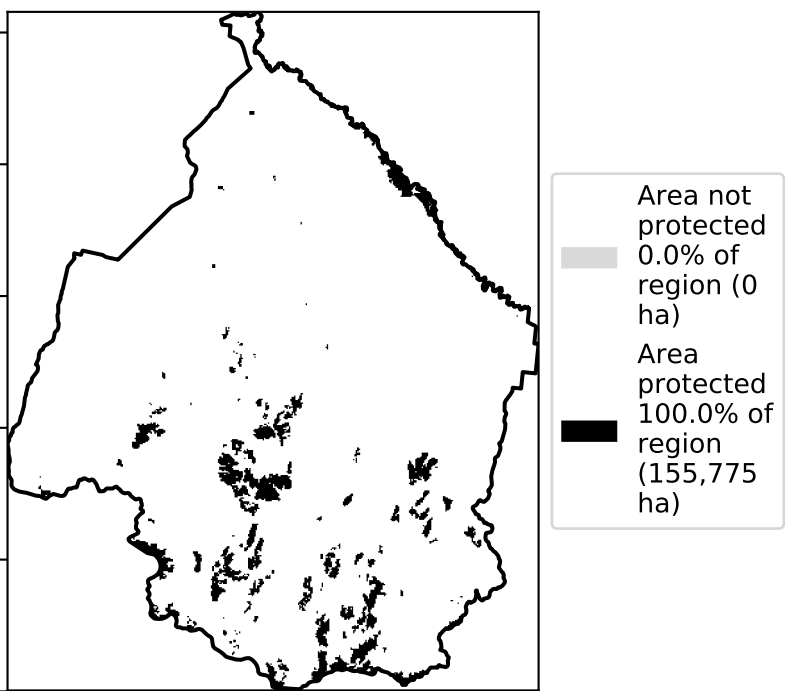 Area not
protected
0.0% of
region (0
ha)
Area
protected
100.0% of
region
(155,775
ha)